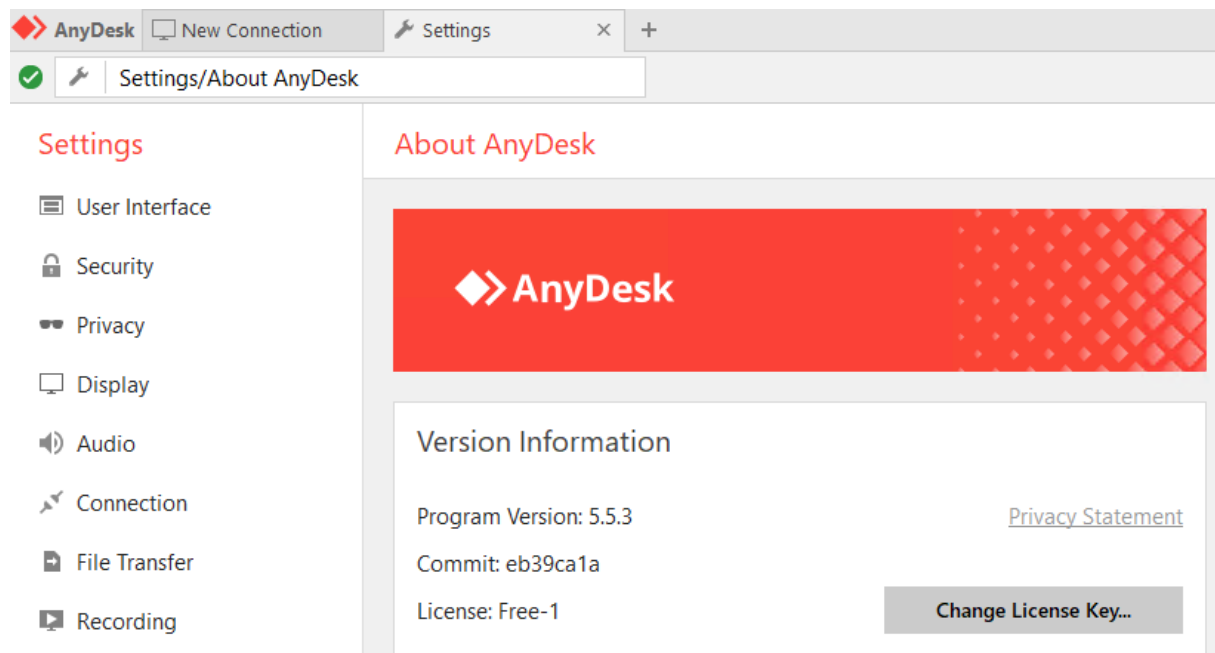 AnyDesk New Connection Settings
Settings/About AnyDesk
Settings
User Interface
Security
Privacy
Display
Audio
Connection
File Transfer
Recording
About AnyDesk
AnyDesk
Version Information
Program Version: 5.5.3
Privacy Statement
Commit: eb39ca1a
License: Free-1
Change License Key...